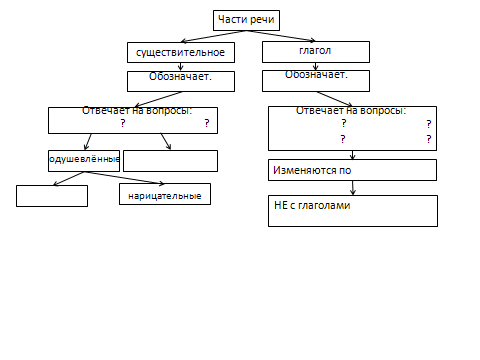 Части речи
существительное
глагол
Обозначает.
Обозначает.
Отвечает на вопросы:
? ?
Отвечает на вопросы:
? ?
? ?
одушевлённые
Изменяются по
нарицательные
НЕ с глаголами